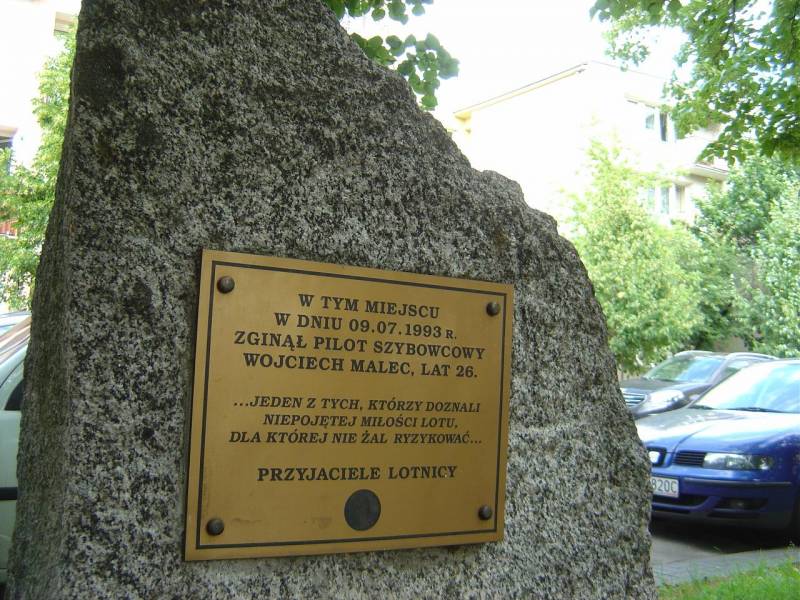 W TYM MIEJSCU
W DNIU 09.07.1993 R.
ZGINĄŁ PILOT SZYBOWCOWY
WOJCIECH MALEC, LAT 26.
...JEDEN Z TYCH, KTÓRZY DOZNALI
NIEPOJĘTEJ MIŁOŚCI LOTU,
DLA KTÓREJ NIE ŻAL RYZYKOWAĆ...
PRZYJACIELE LOTNICY
820C